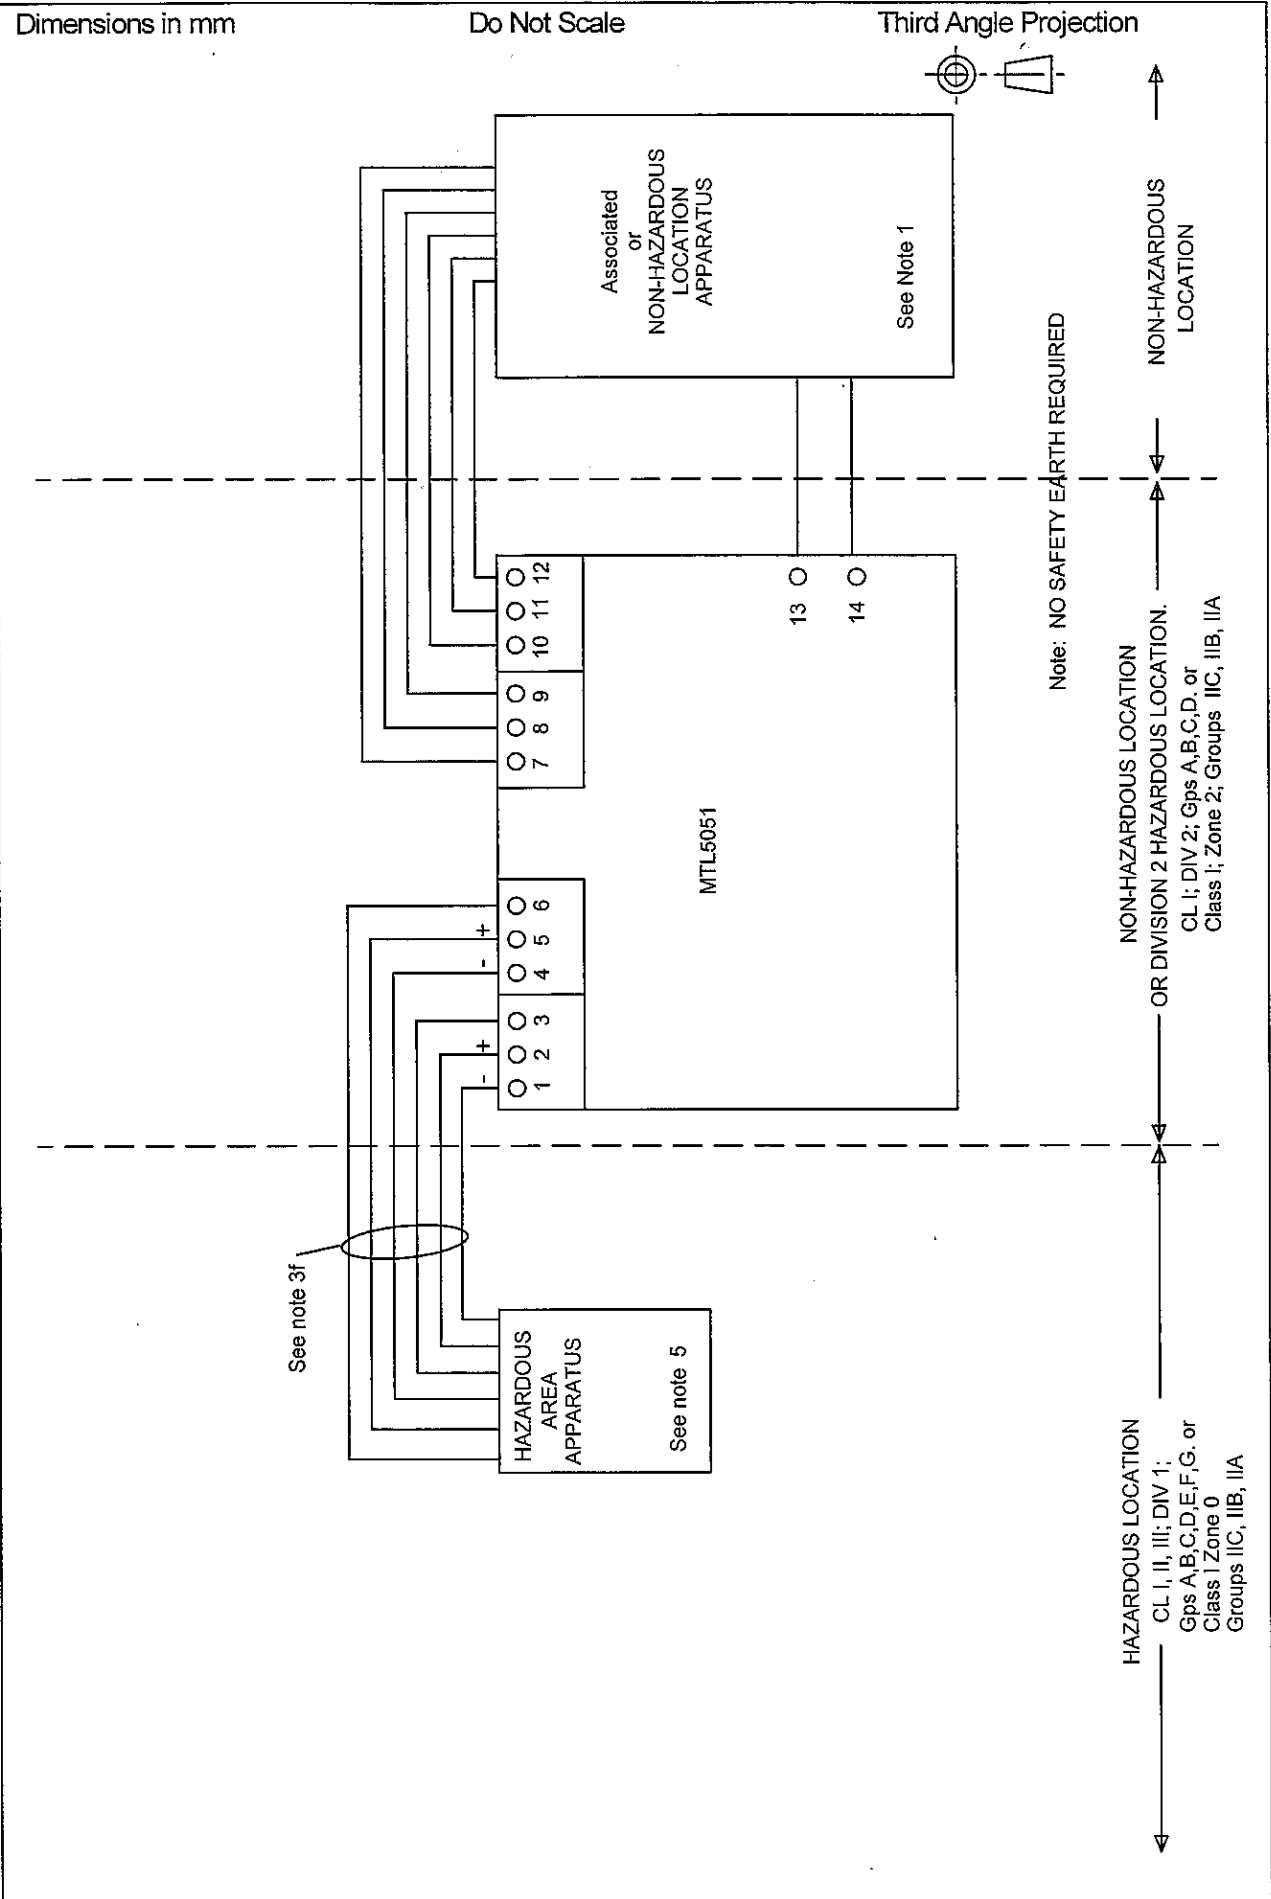 Dimensions in mm
Do Not Scale
Third Angle Projection
See note 3f
HAZARDOUS
AREA
APPARATUS
See note 5
-
+
-
+
1
2
3
4
5
6
7
8
9
10
11
12
MTL5051
13
14
Associated
or
NON-HAZARDOUS
LOCATION
APPARATUS
See Note 1
Note: NO SAFETY EARTH REQUIRED
HAZARDOUS LOCATION
CL I, II, III; DIV 1;
Gps A,B,C,D,E,F,G. or
Class I Zone 0
Groups IIC, IIB, IIA
NON-HAZARDOUS LOCATION
OR DIVISION 2 HAZARDOUS LOCATION.
CL I; DIV 2; Gps A,B,C,D. or
Class I; Zone 2; Groups IIC, IIB, IIA
NON-HAZARDOUS
LOCATION